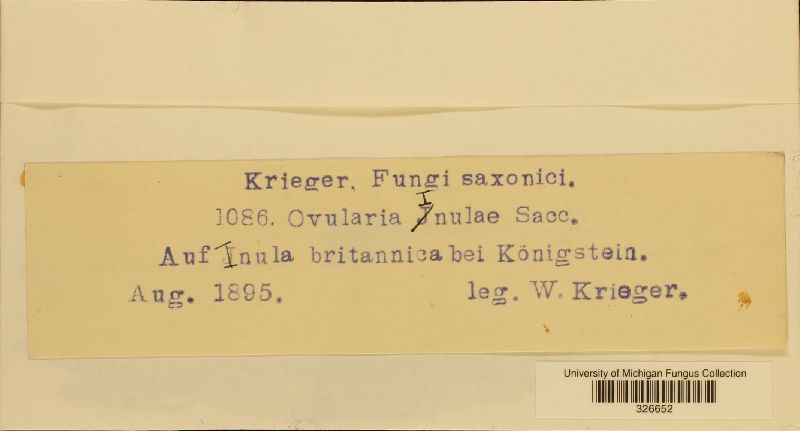 Krieger, Fungi saxonici.
1086. Ovularia Inulae Sacc.
Auf Inula britannica bei Königstein.
Aug. 1895. leg. W. Krieger.
University of Michigan Fungus Collection
326652